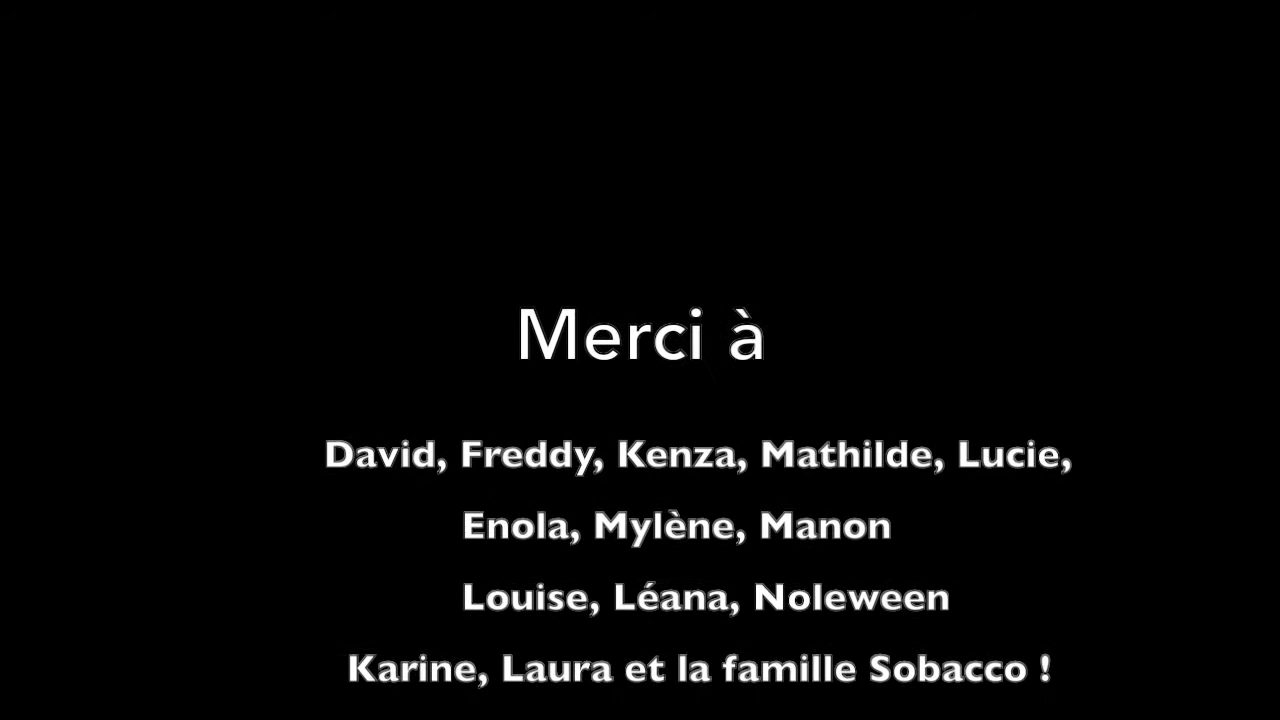 Merci à
David, Freddy, Kenza, Mathilde, Lucie,
Enola, Mylène, Manon
Louise, Léana, Noleween
Karine, Laura et la famille Sobacco !